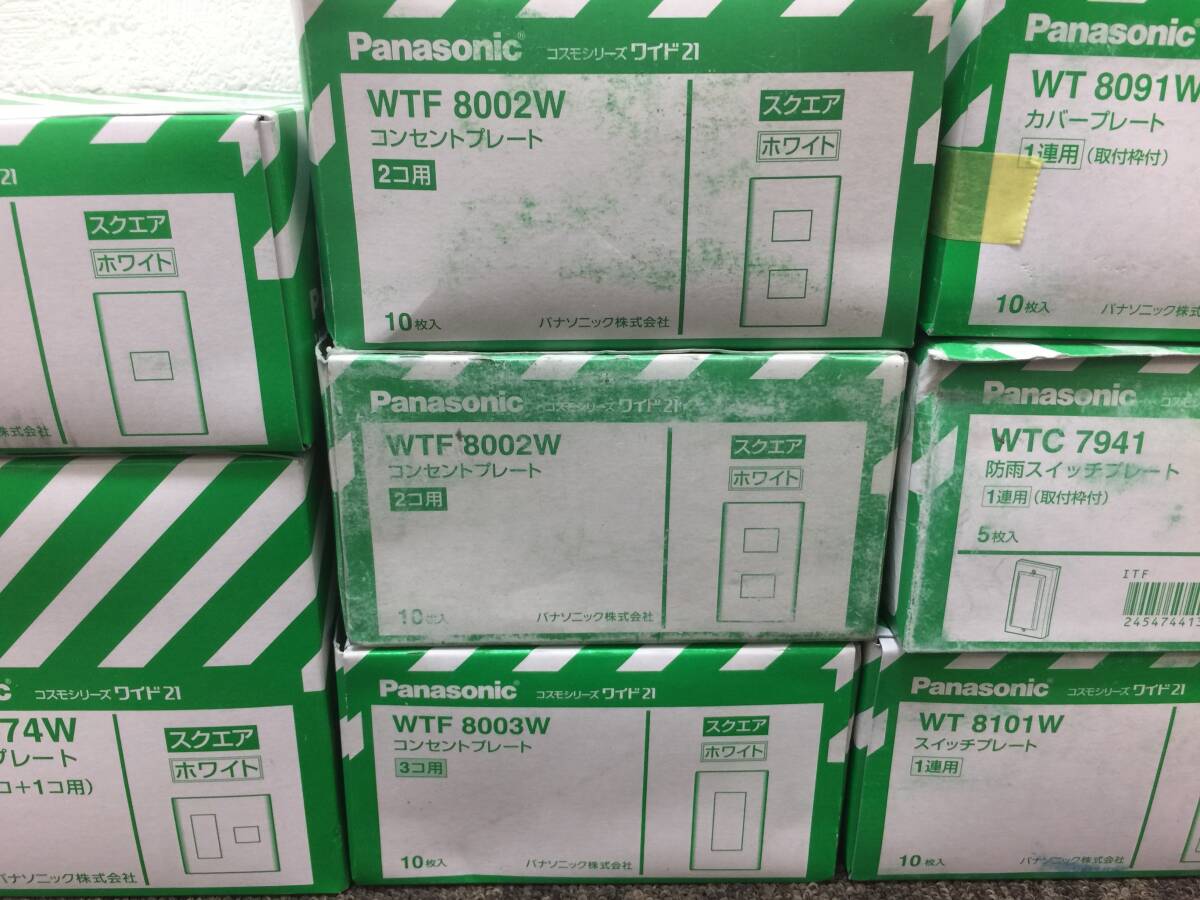 21
スクエア
ホワイト
株式会社
コスモシリーズ ワイド21
74W
プレート
コ+1コ用)
スクエア
ホワイト
パナソニック株式会社
Panasonic コスモシリーズ ワイド21
WTF 8002W
コンセントプレート
2コ用
スクエア
ホワイト
10枚入
パナソニック株式会社
Panasonic コスモシリーズ ワイド21
WTF 8002W
コンセントプレート
2コ用
スクエア
ホワイト
10枚入
パナソニック株式会社
Panasonic コスモシリーズ ワイド21
WTF 8003W
コンセントプレート
3コ用
スクエア
ホワイト
10枚入
パナソニック株式会社
Panasonic
WT 8091W
カバープレート
1連用 (取付枠付)
10枚入
パナソニック株式
Panasonic コスモ
WTC 7941
防雨スイッチプレート
1連用 (取付枠付)
5枚入
ITF
245474413
Panasonic コスモシリーズ ワイド21
WT 8101W
スイッチプレート
1連用
10枚入
パナソニック株式会社